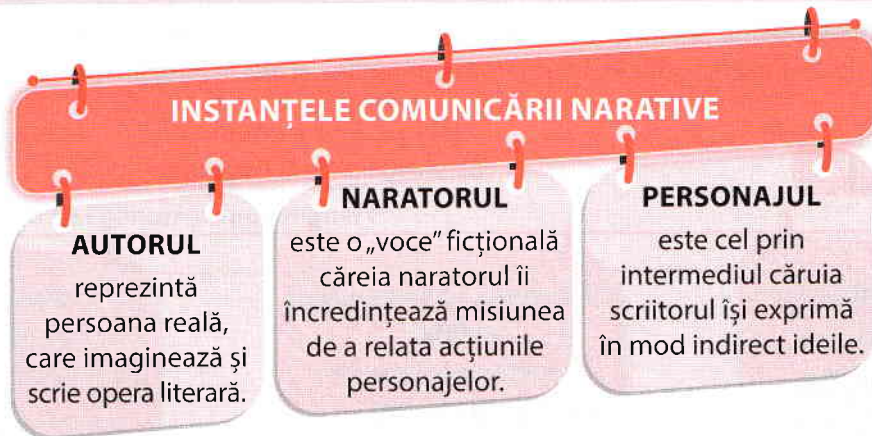 INSTANȚELE COMUNICĂRII NARATIVE
AUTORUL
reprezintă
persoana reală,
care imaginează și
scrie opera literară.
NARATORUL
este o „voce” ficțională
căreia naratorul îi
încredințează misiunea
de a relata acțiunile
personajelor.
PERSONAJUL
este cel prin
intermediul căruia
scriitorul își exprimă
în mod indirect ideile.